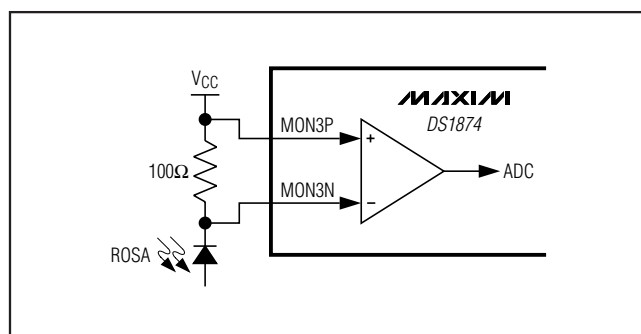 VCC
MAXIM
DS1874
MON3P
+
100Ω
ADC
MON3N
−
ROSA